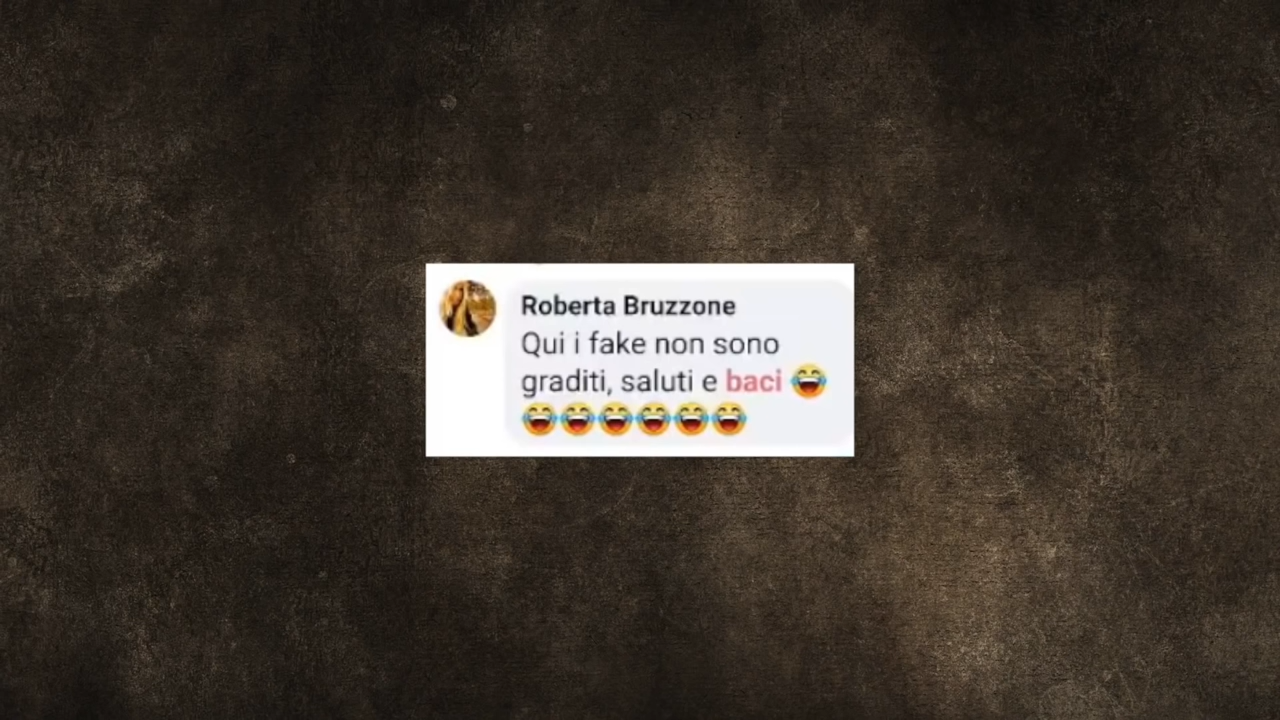 Roberta Bruzzone
Qui i fake non sono
graditi, saluti e baci 😂
😂😂😂😂😂😂